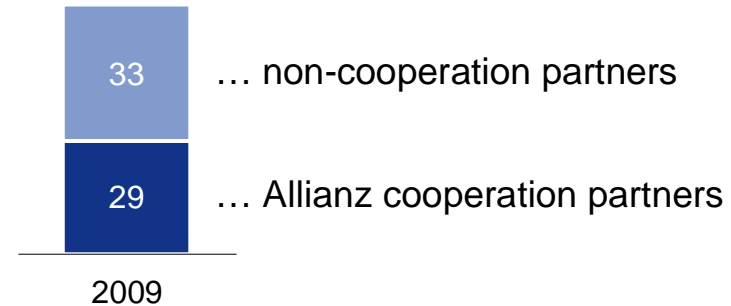 33 … non-cooperation partners
29 … Allianz cooperation partners
2009